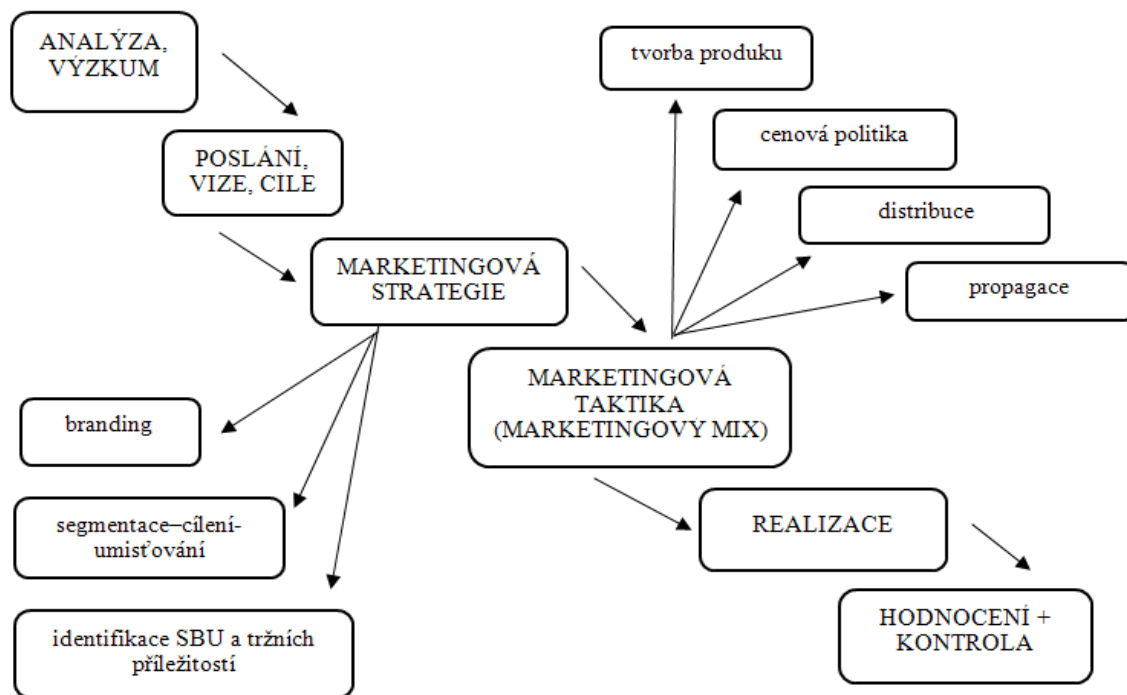 ANALÝZA,
VÝZKUM
POSLÁNÍ,
VIZE, CÍLE
MARKETINGOVÁ
STRATEGIE
branding
segmentace–cílení-
umisťování
identifikace SBU a tržních
příležitostí
tvorba produku
cenová politika
distribuce
propagace
MARKETINGOVÁ
TAKTIKA
(MARKETINGOVÝ MIX)
REALIZACE
HODNOCENÍ +
KONTROLA